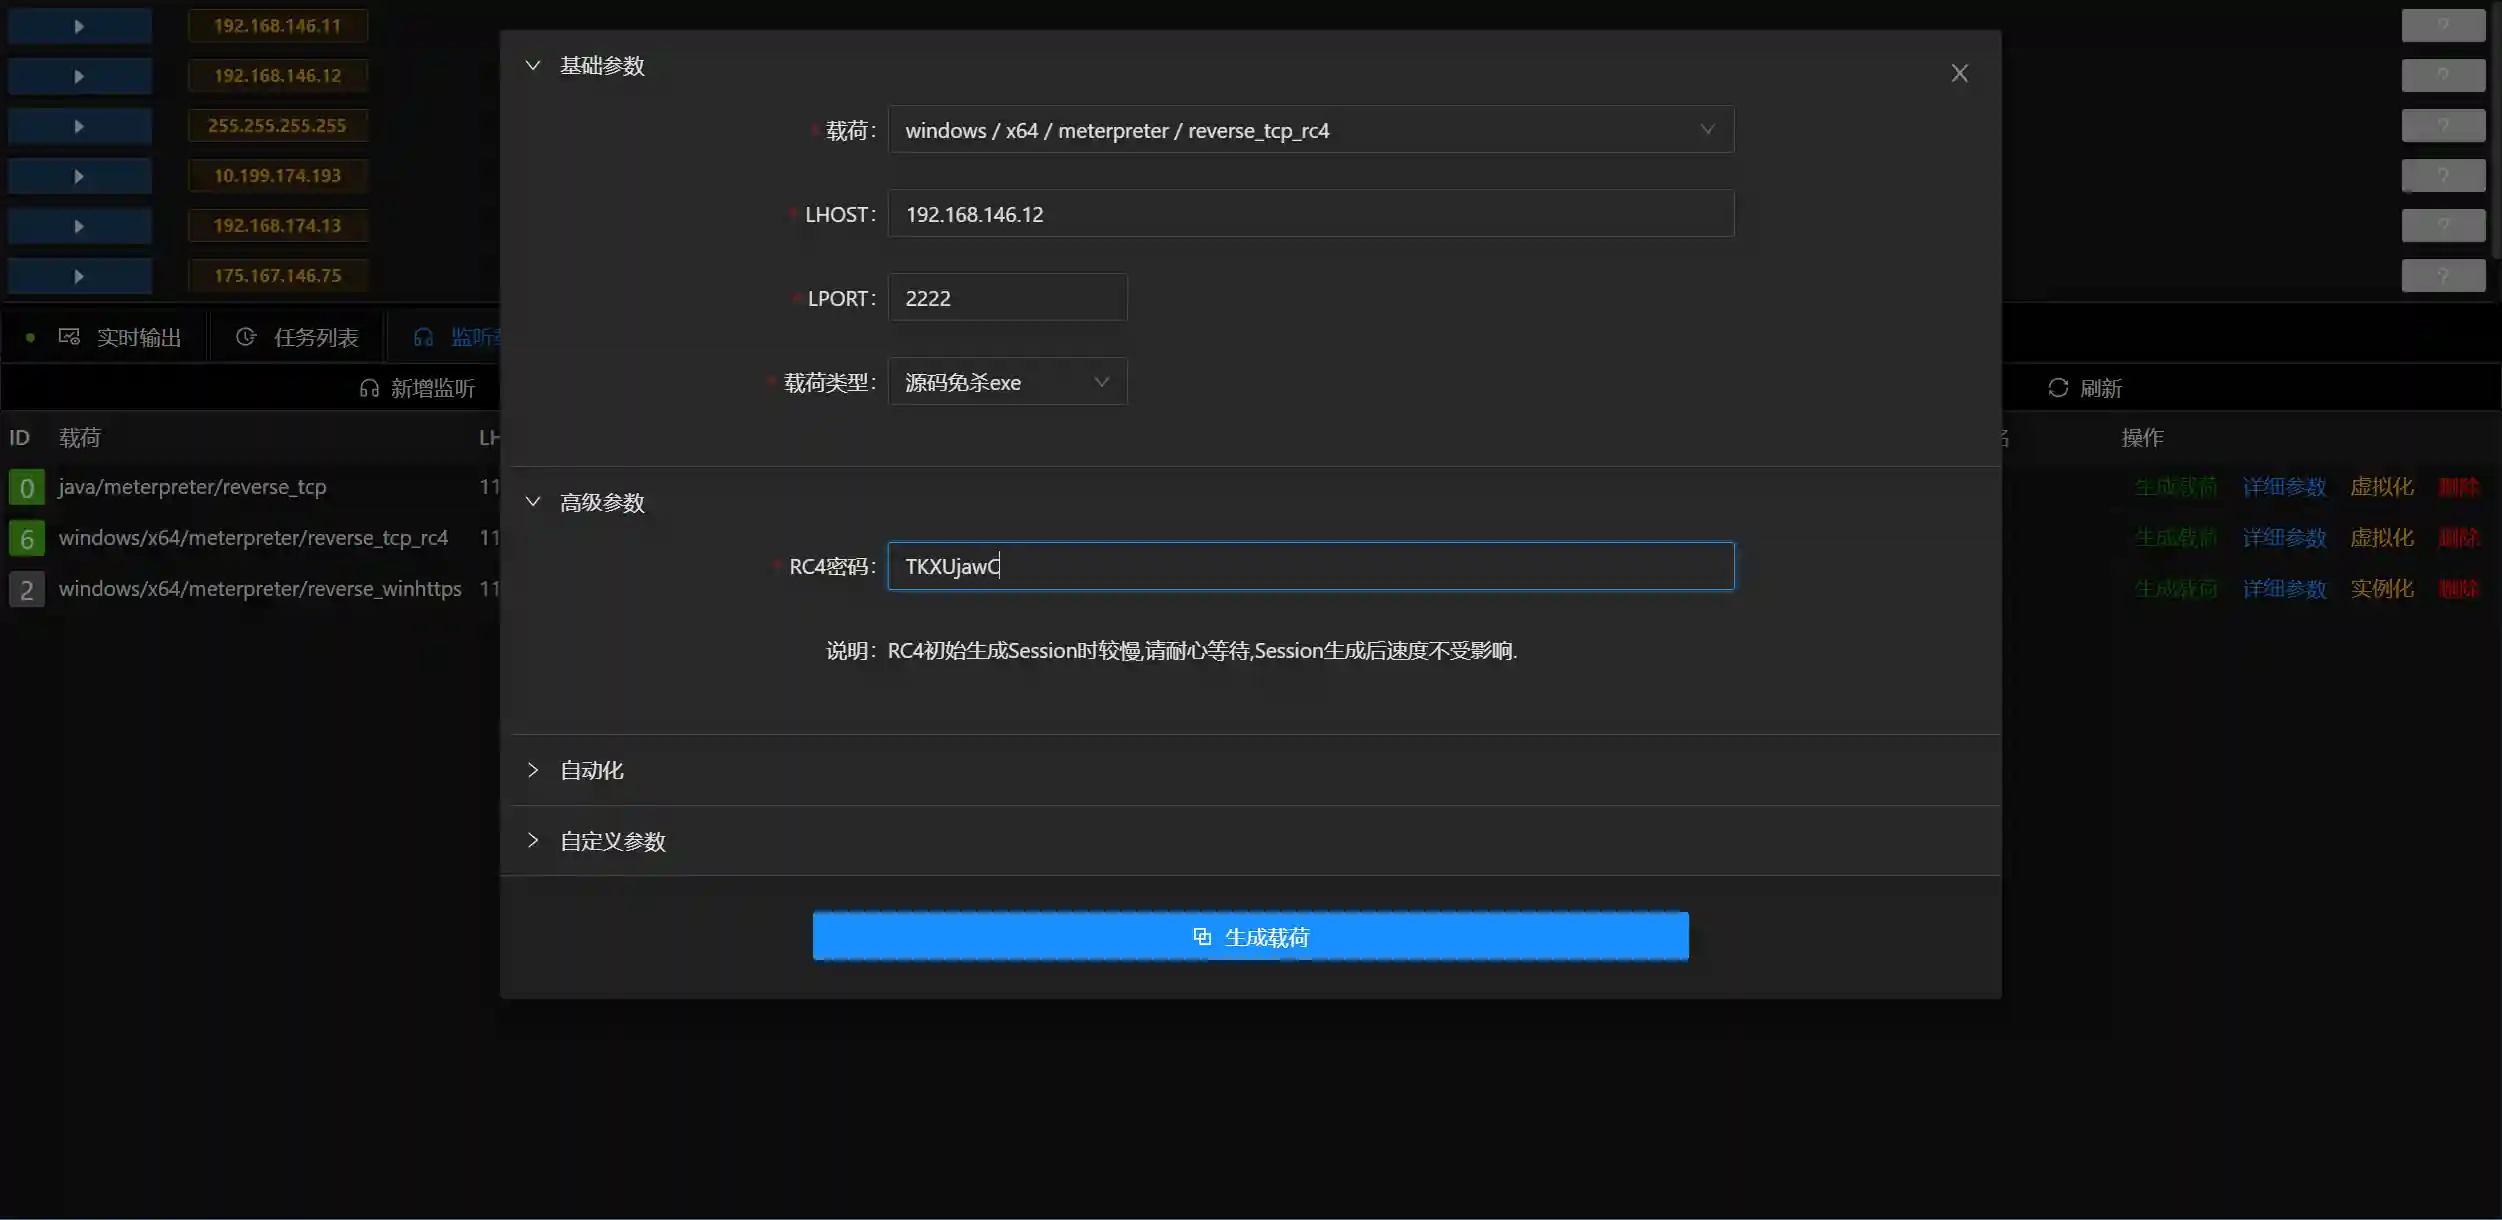 192.168.146.11
?
192.168.146.12
?
255.255.255.255
?
10.199.174.193
?
192.168.174.13
?
175.167.146.75
?
实时输出
任务列表
监听
新增监听
刷新
ID 载荷 LH
操作
0 java/meterpreter/reverse_tcp 11
生成载荷 详细参数 虚拟化 删除
6 windows/x64/meterpreter/reverse_tcp_rc4 11
生成载荷 详细参数 虚拟化 删除
2 windows/x64/meterpreter/reverse_winhttps 11
生成载荷 详细参数 实例化 删除
基础参数
* 载荷: windows / x64 / meterpreter / reverse_tcp_rc4
* LHOST: 192.168.146.12
* LPORT: 2222
* 载荷类型: 源码免杀exe
高级参数
* RC4密码: TKXUjawC
说明: RC4初始生成Session时较慢,请耐心等待,Session生成后速度不受影响.
自动化
自定义参数
生成载荷